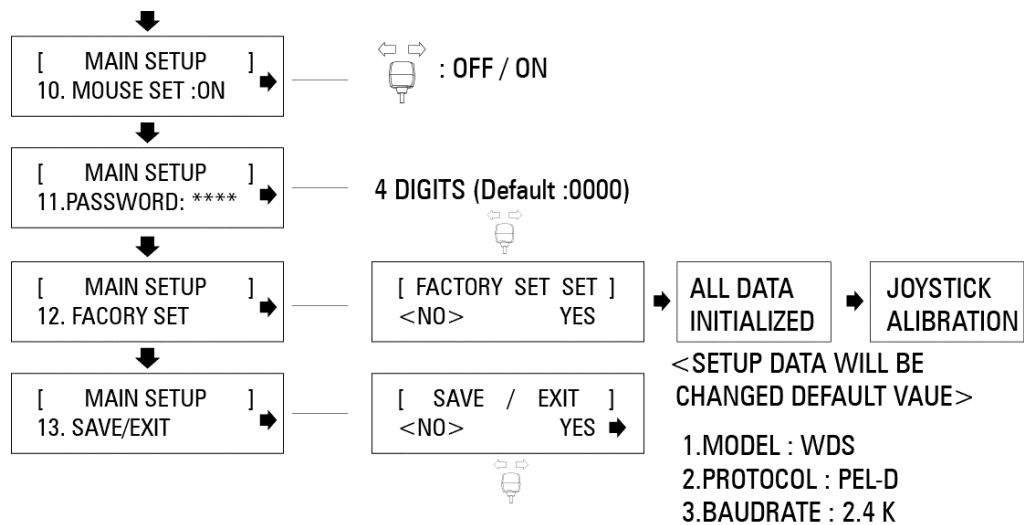 [ MAIN SETUP ]
10. MOUSE SET :ON
: OFF / ON
[ MAIN SETUP ]
11.PASSWORD: ****
4 DIGITS (Default :0000)
[ MAIN SETUP ]
12. FACORY SET
[ FACTORY SET SET ]
<NO> YES
ALL DATA
INITIALIZED
JOYSTICK
ALIBRATION
[ MAIN SETUP ]
13. SAVE/EXIT
[ SAVE / EXIT ]
<NO> YES
<SETUP DATA WILL BE
CHANGED DEFAULT VAUE>
1.MODEL : WDS
2.PROTOCOL : PEL-D
3.BAUDRATE : 2.4 K